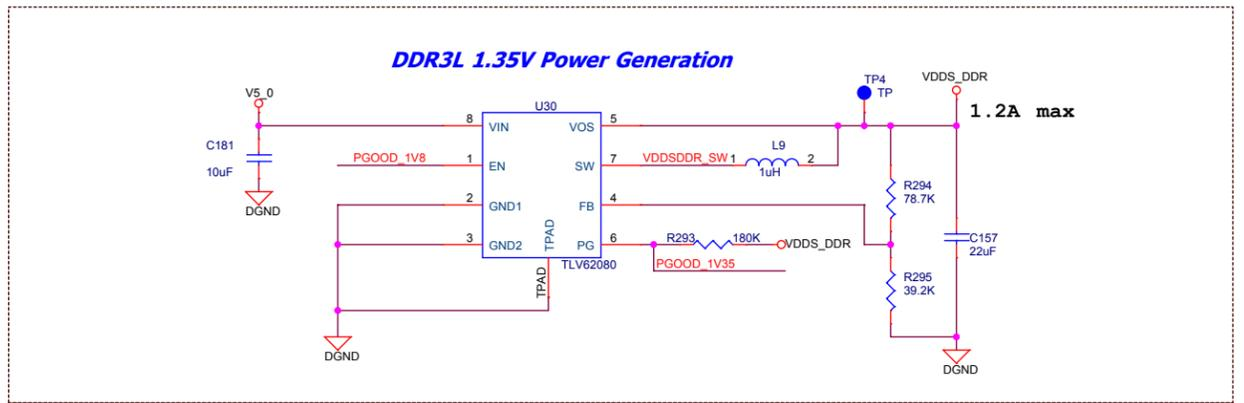 DDR3L 1.35V Power Generation
TP4
TP
VDDS_DDR
1.2A max
V5_0
U30
8 VIN VOS 5
C181
10uF
PGOOD_1V8 1 EN SW 7 VDDSDDR_SW 1 L9 2
1uH
DGND
2 GND1 FB 4
R294
78.7K
3 GND2 TPAD PG 6 R293 180K VDDS_DDR
C157
22uF
TLV62080 PGOOD_1V35
TPAD
R295
39.2K
DGND
DGND